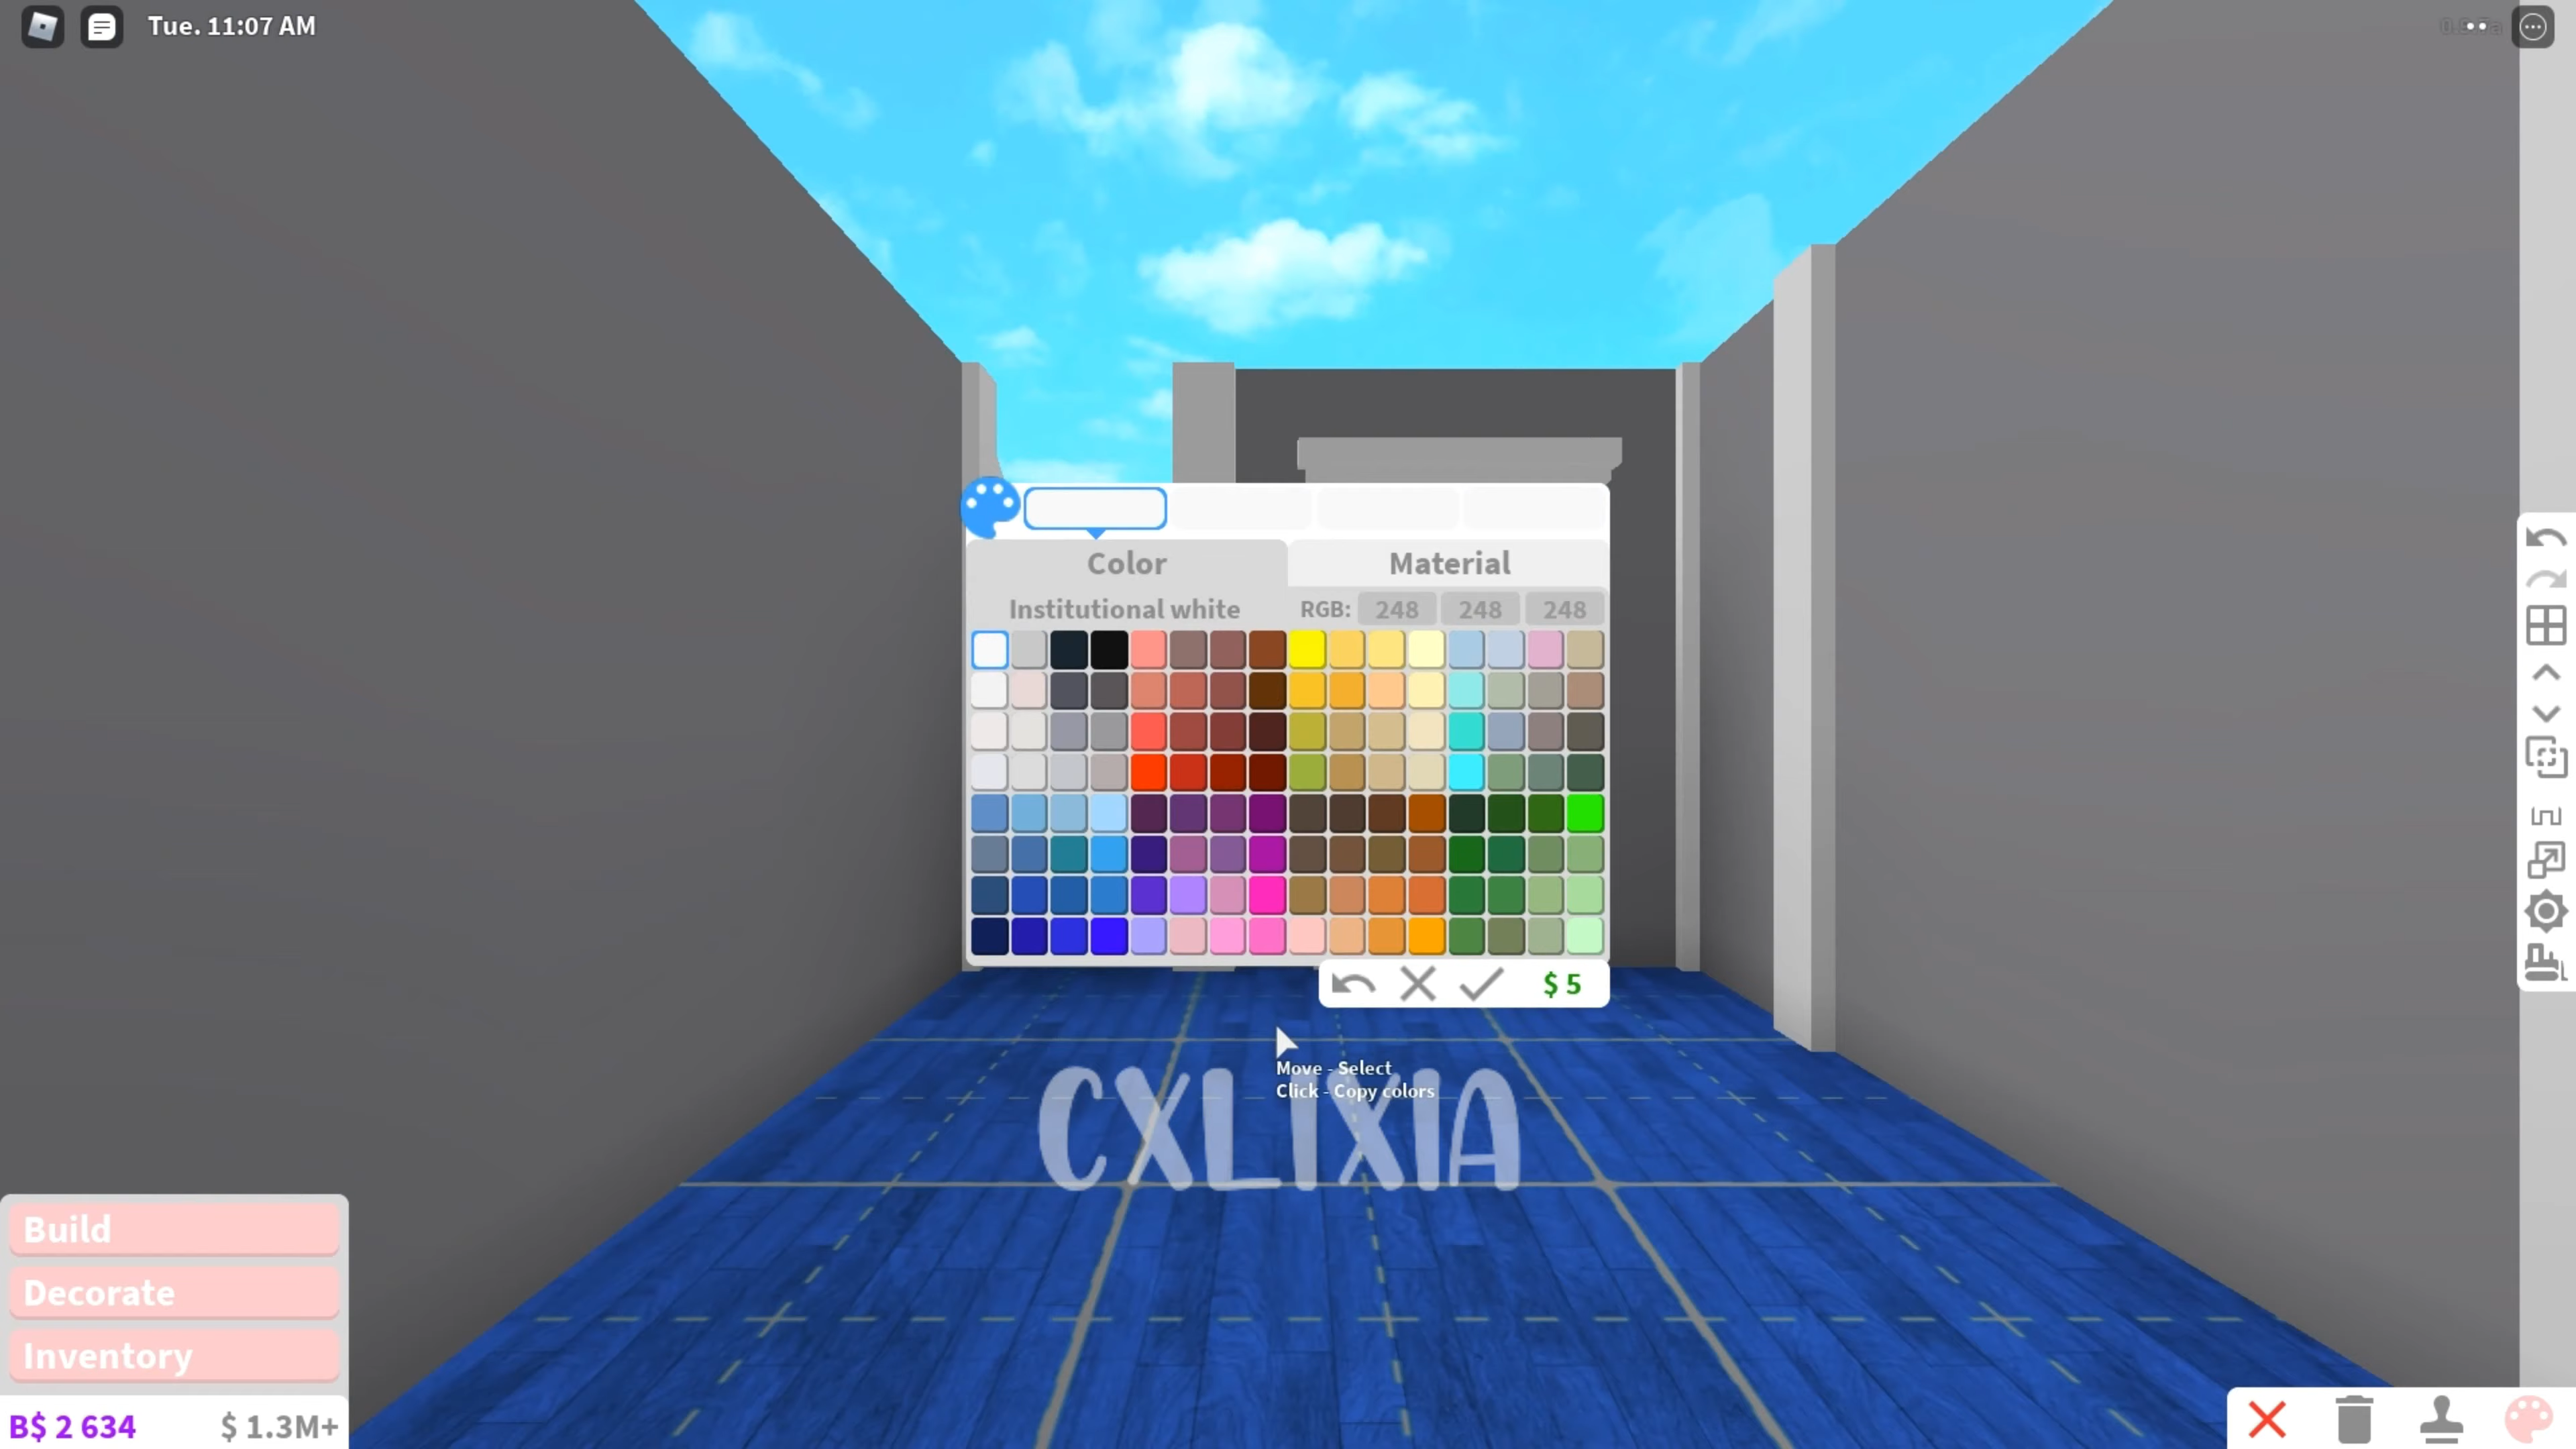 Tue. 11:07 AM
Color
Material
Institutional white
RGB: 248 248 248
$ 5
Move - Select
Click - Copy colors
CXLIXIA
Build
Decorate
Inventory
B$ 2 634
$ 1.3M+